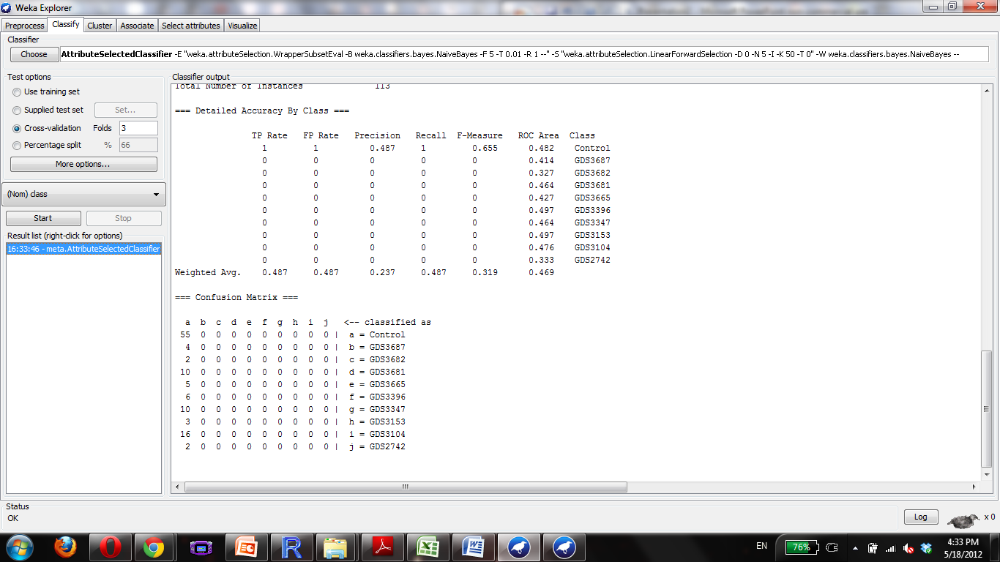 Weka Explorer
Preprocess Classify Cluster Associate Select attributes Visualize
Classifier
Choose AttributeSelectedClassifier -E "weka.attributeSelection.WrapperSubsetEval -B weka.classifiers.bayes.NaiveBayes -F 5 -T 0.01 -R 1 --" -S "weka.attributeSelection.LinearForwardSelection -D 0 -N 5 -I -K 50 -T 0" -W weka.classifiers.bayes.NaiveBayes --
Test options
Use training set
Supplied test set Set...
Cross-validation Folds 3
Percentage split % 66
More options...
(Nom) class
Start Stop
Result list (right-click for options)
16:33:46 - meta.AttributeSelectedClassifier
Classifier output
Total Number of Instances 113
=== Detailed Accuracy By Class ===
TP Rate FP Rate Precision Recall F-Measure ROC Area Class
1 1 0.487 1 0.655 0.482 Control
0 0 0 0 0 0.414 GDS3687
0 0 0 0 0 0.327 GDS3682
0 0 0 0 0 0.464 GDS3681
0 0 0 0 0 0.427 GDS3665
0 0 0 0 0 0.497 GDS3396
0 0 0 0 0 0.464 GDS3347
0 0 0 0 0 0.497 GDS3153
0 0 0 0 0 0.476 GDS3104
0 0 0 0 0 0.333 GDS2742
Weighted Avg. 0.487 0.487 0.237 0.487 0.319 0.469
=== Confusion Matrix ===
a b c d e f g h i j <-- classified as
55 0 0 0 0 0 0 0 0 0 | a = Control
4 0 0 0 0 0 0 0 0 0 | b = GDS3687
2 0 0 0 0 0 0 0 0 0 | c = GDS3682
10 0 0 0 0 0 0 0 0 0 | d = GDS3681
5 0 0 0 0 0 0 0 0 0 | e = GDS3665
6 0 0 0 0 0 0 0 0 0 | f = GDS3396
10 0 0 0 0 0 0 0 0 0 | g = GDS3347
3 0 0 0 0 0 0 0 0 0 | h = GDS3153
16 0 0 0 0 0 0 0 0 0 | i = GDS3104
2 0 0 0 0 0 0 0 0 0 | j = GDS2742
Status
OK
Log x 0
EN 76% 4:33 PM
5/18/2012